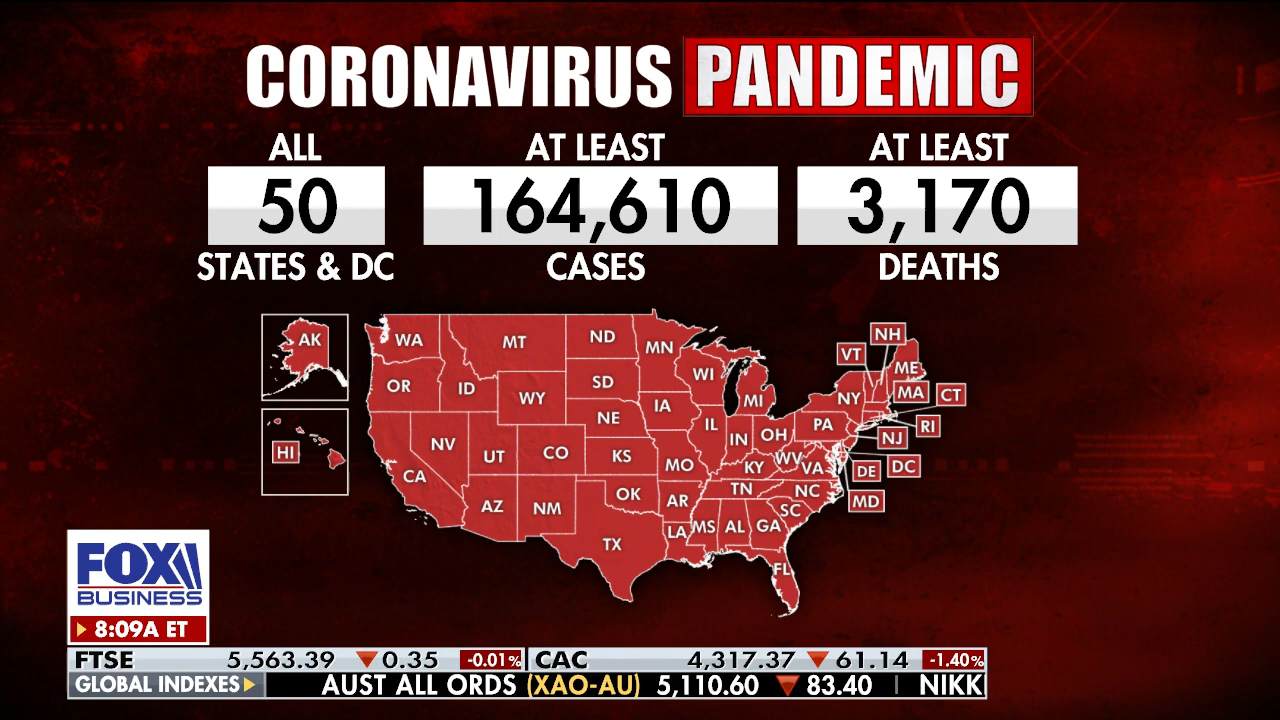 CORONAVIRUS PANDEMIC
ALL
50
STATES & DC
AT LEAST
164,610
CASES
AT LEAST
3,170
DEATHS
AK
HI
WA
MT
ND
MN
OR
ID
WY
SD
WI
MI
NV
UT
CO
NE
IA
IL
IN
OH
PA
NY
VT
NH
ME
MA
CT
RI
NJ
DE
DC
MD
CA
AZ
NM
KS
MO
KY
WV
VA
OK
AR
TN
NC
SC
TX
LA
MS
AL
GA
FL
FOX
BUSINESS
8:09A ET
FTSE 5,563.39 ▼0.35 -0.01% CAC 4,317.37 ▼ 61.14 -1.40%
GLOBAL INDEXES AUST ALL ORDS (XAO-AU) 5,110.60 ▼ 83.40 | NIKK